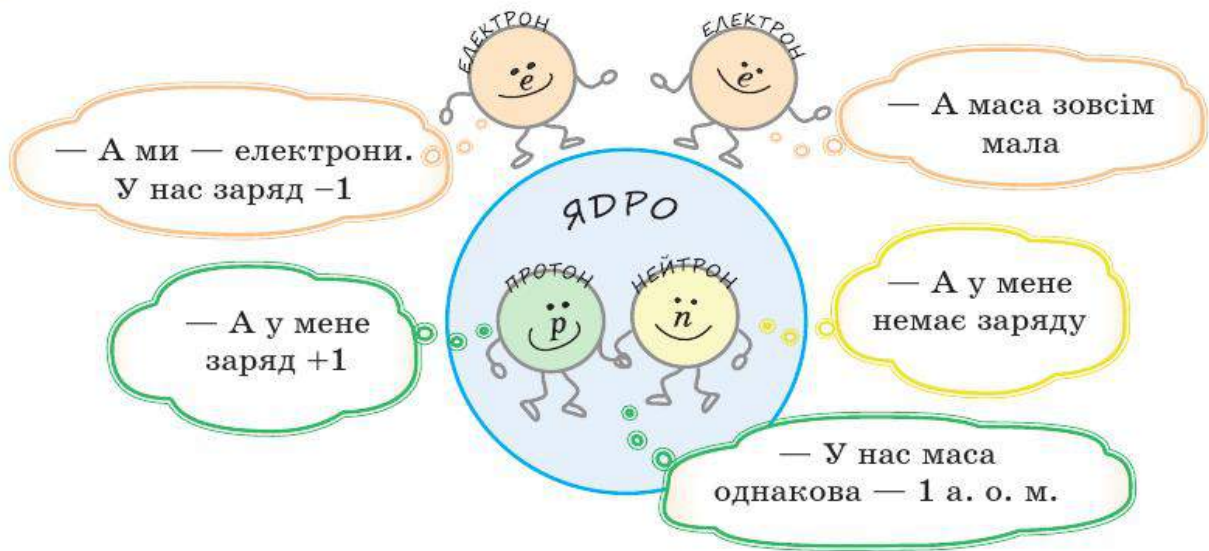 ЕЛЕКТРОН
ЕЛЕКТРОН
— А ми — електрони.
У нас заряд –1
— А маса зовсім
мала
e
e
ЯДРО
ПРОТОН
НЕЙТРОН
— А у мене
заряд +1
p
n
— А у мене
немає заряду
— У нас маса
однакова — 1 а. о. м.